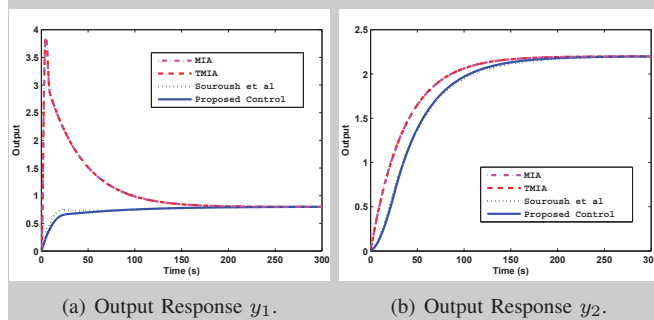 4
3.5
3
2.5
2
1.5
1
0.5
0
0 50 100 150 200 250 300
Output
Time (s)
MIA
TMIA
Souroush et al
Proposed Control
(a) Output Response y₁.
2.5
2
1.5
1
0.5
0
0 50 100 150 200 250 300
Output
Time (s)
MIA
TMIA
Souroush et al
Proposed Control
(b) Output Response y₂.